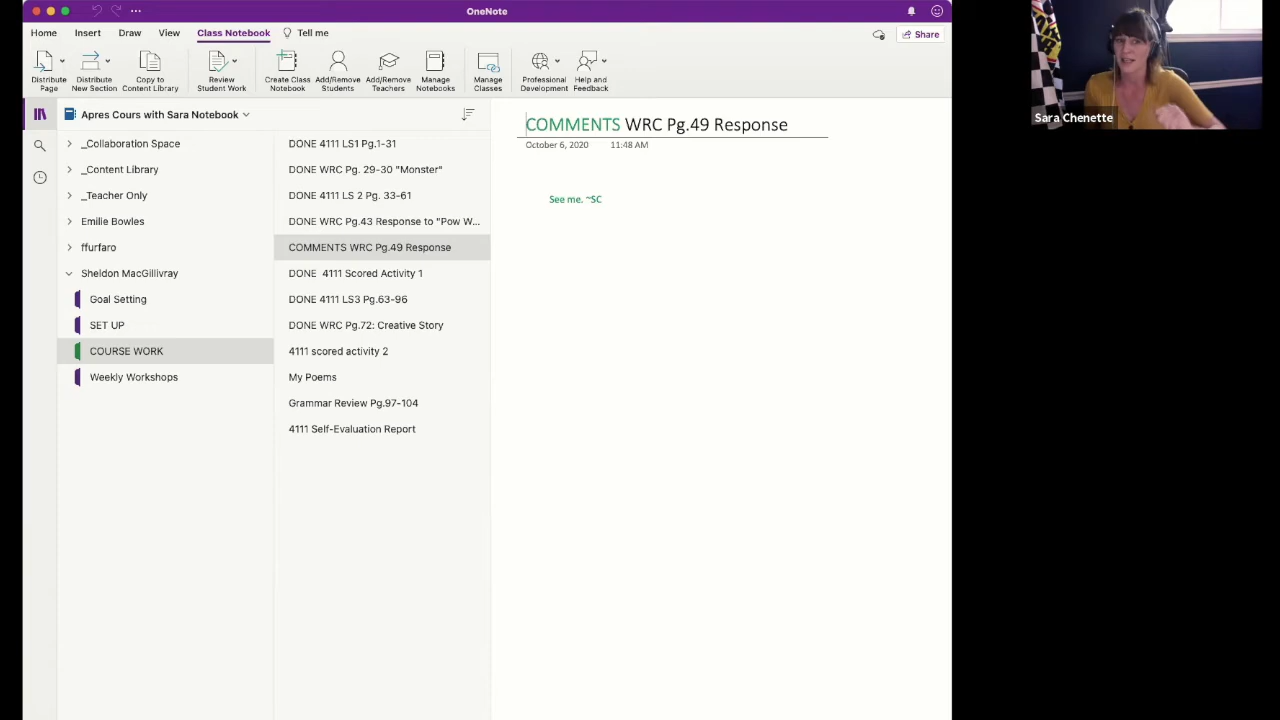 OneNote
Home Insert Draw View Class Notebook Tell me
Share
Distribute Page
Distribute New Section
Copy to Content Library
Review Student Work
Create Class Notebook
Add/Remove Students
Add/Remove Teachers
Manage Notebooks
Manage Classes
Professional Development
Help and Feedback
Apres Cours with Sara Notebook
_Collaboration Space
_Content Library
_Teacher Only
Emilie Bowles
ffurfaro
Sheldon MacGillivray
Goal Setting
SET UP
COURSE WORK
Weekly Workshops
DONE 4111 LS1 Pg.1-31
DONE WRC Pg. 29-30 "Monster"
DONE 4111 LS 2 Pg. 33-61
DONE WRC Pg.43 Response to "Pow W...
COMMENTS WRC Pg.49 Response
DONE 4111 Scored Activity 1
DONE 4111 LS3 Pg.63-96
DONE WRC Pg.72: Creative Story
4111 scored activity 2
My Poems
Grammar Review Pg.97-104
4111 Self-Evaluation Report
COMMENTS WRC Pg.49 Response
October 6, 2020 11:48 AM
See me. ~SC
Sara Chenette